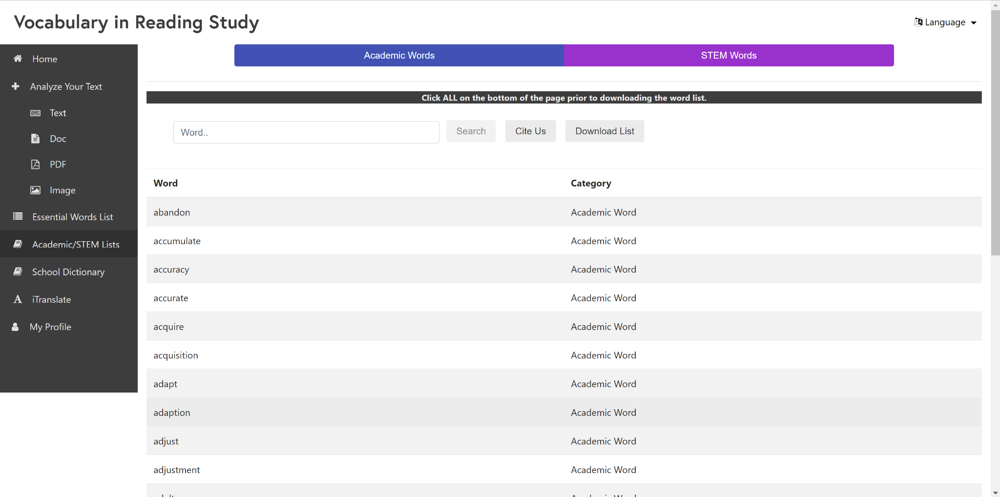 Vocabulary in Reading Study
Language
Home
Analyze Your Text
Text
Doc
PDF
Image
Essential Words List
Academic/STEM Lists
School Dictionary
iTranslate
My Profile
Academic Words STEM Words
Click ALL on the bottom of the page prior to downloading the word list.
Word.. Search Cite Us Download List
Word Category
abandon Academic Word
accumulate Academic Word
accuracy Academic Word
accurate Academic Word
acquire Academic Word
acquisition Academic Word
adapt Academic Word
adaption Academic Word
adjust Academic Word
adjustment Academic Word